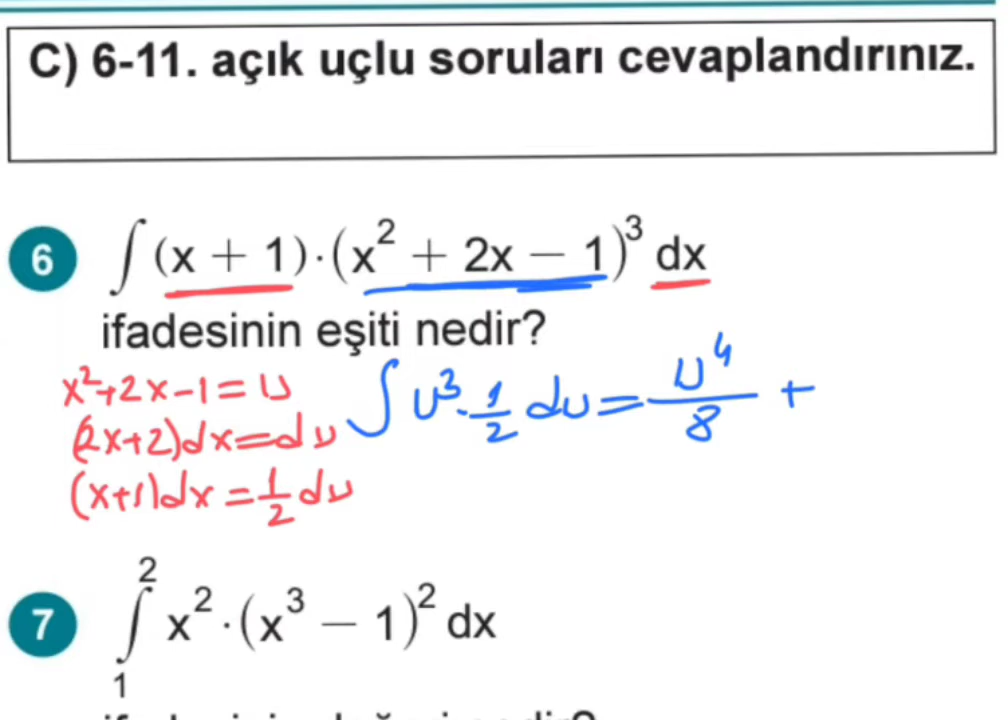 C) 6-11. açık uçlu soruları cevaplandırınız.
6 ∫(x + 1)·(x² + 2x − 1)³ dx
ifadesinin eşiti nedir?
x²+2x-1=U
(2x+2)dx=du
(x+1)dx=1/2 du
∫U³·1/2 du=U⁴/8 +
7 ∫₁² x²·(x³ − 1)² dx